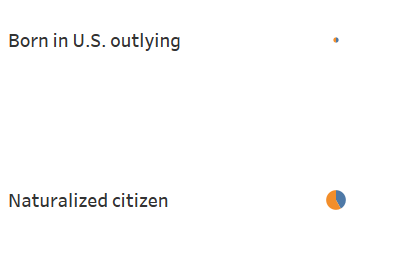 Born in U.S. outlying
Naturalized citizen